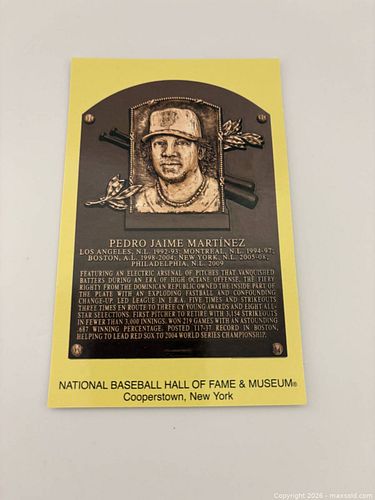 PEDRO JAIME MARTÍNEZ
LOS ANGELES, N.L. 1992-93; MONTREAL, N.L. 1994-97;
BOSTON, A.L. 1998-2004; NEW YORK, N.L. 2005-08;
PHILADELPHIA, N.L. 2009
FEATURING AN ELECTRIC ARSENAL OF PITCHES THAT VANQUISHED
BATTERS DURING AN ERA OF HIGH OCTANE OFFENSE. THE FIERY
RIGHTY FROM THE DOMINICAN REPUBLIC OWNED THE INSIDE PART OF
THE PLATE WITH AN EXPLODING FASTBALL AND CONFOUNDING
CHANGE-UP. LED LEAGUE IN E.R.A. FIVE TIMES AND STRIKEOUTS
THREE TIMES EN ROUTE TO THREE CY YOUNG AWARDS AND EIGHT ALL-
STAR SELECTIONS. FIRST PITCHER TO RETIRE WITH 3,154 STRIKEOUTS
IN FEWER THAN 3,000 INNINGS. WON 219 GAMES WITH AN ASTOUNDING
.687 WINNING PERCENTAGE. POSTED 117-37 RECORD IN BOSTON,
HELPING TO LEAD RED SOX TO 2004 WORLD SERIES CHAMPIONSHIP.
NATIONAL BASEBALL HALL OF FAME & MUSEUM®
Cooperstown, New York
Copyright ©2026 - maxsold.com